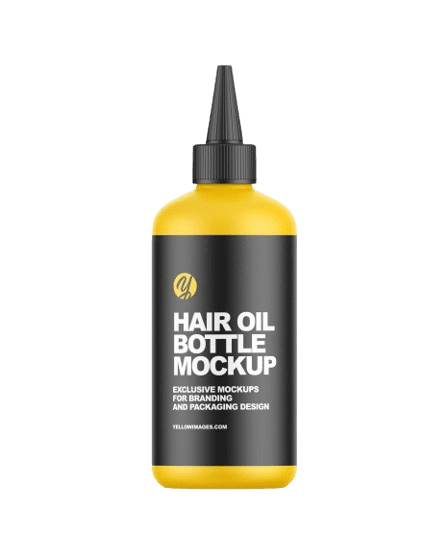 HAIR OIL
BOTTLE
MOCKUP
EXCLUSIVE MOCKUPS
FOR BRANDING
AND PACKAGING DESIGN
YELLOWIMAGES.COM